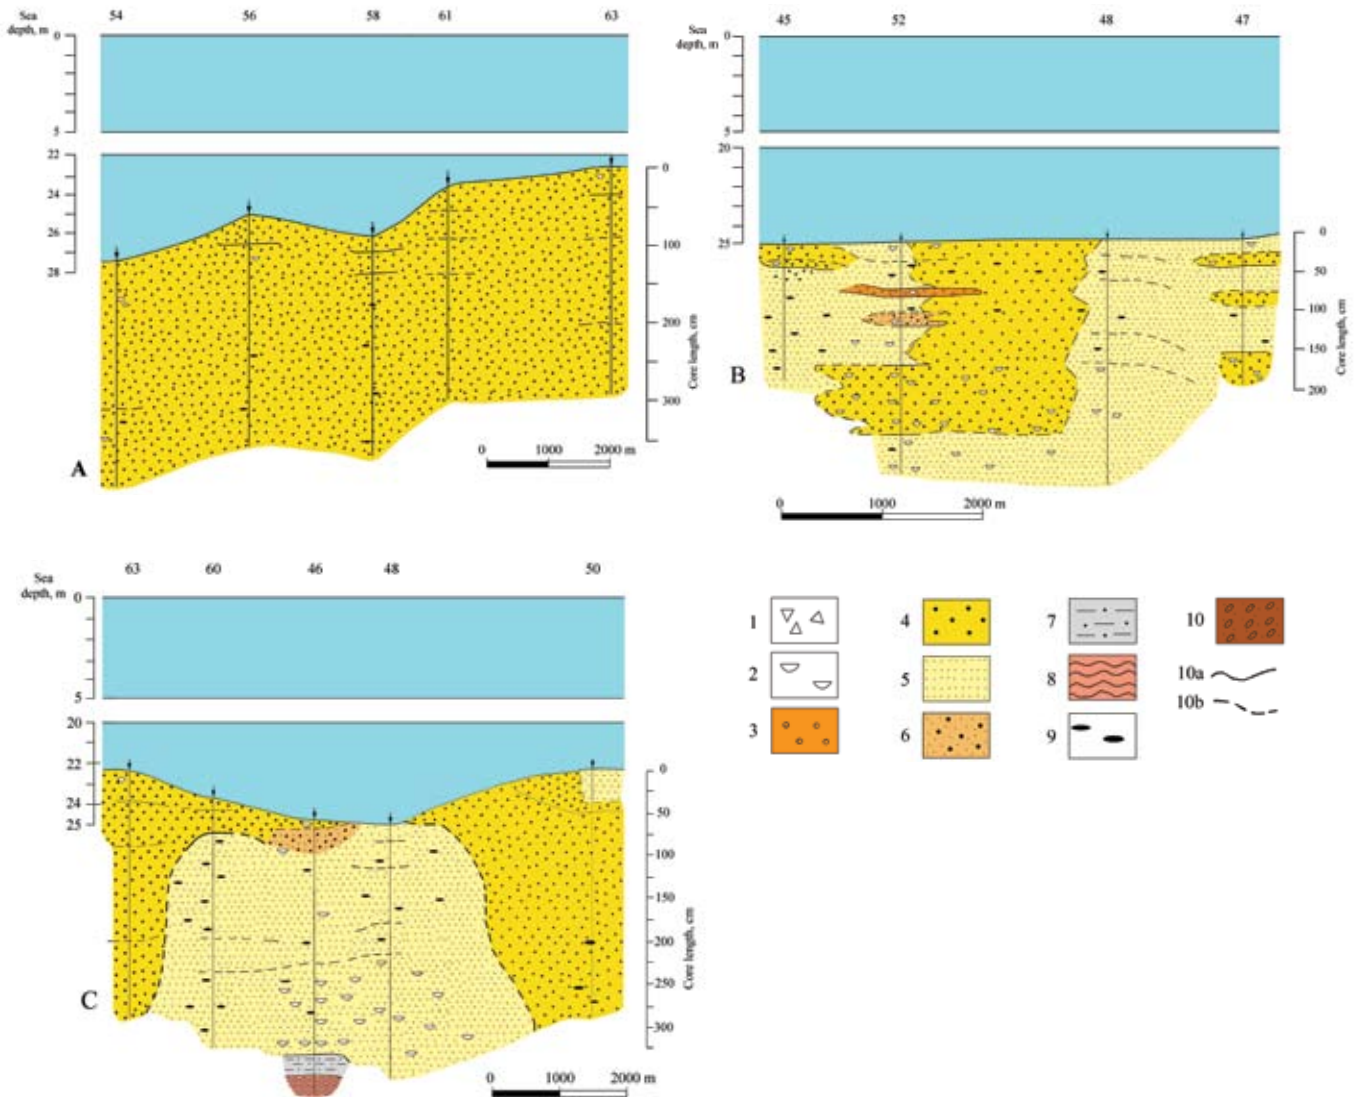 54 56 58 61 63
Sea
depth, m
0
5
22
24
26
28
0
100
200
300
Core length, cm
A
0 1000 2000 m
45 52 48 47
Sea
depth, m
0
5
20
25
0
50
100
150
200
Core length, cm
B
0 1000 2000 m
63 60 46 48 50
Sea
depth, m
0
5
20
22
24
25
0
50
100
150
200
250
300
Core length, cm
C
0 1000 2000 m
1
2
3
4
5
6
7
8
9
10
10a
10b